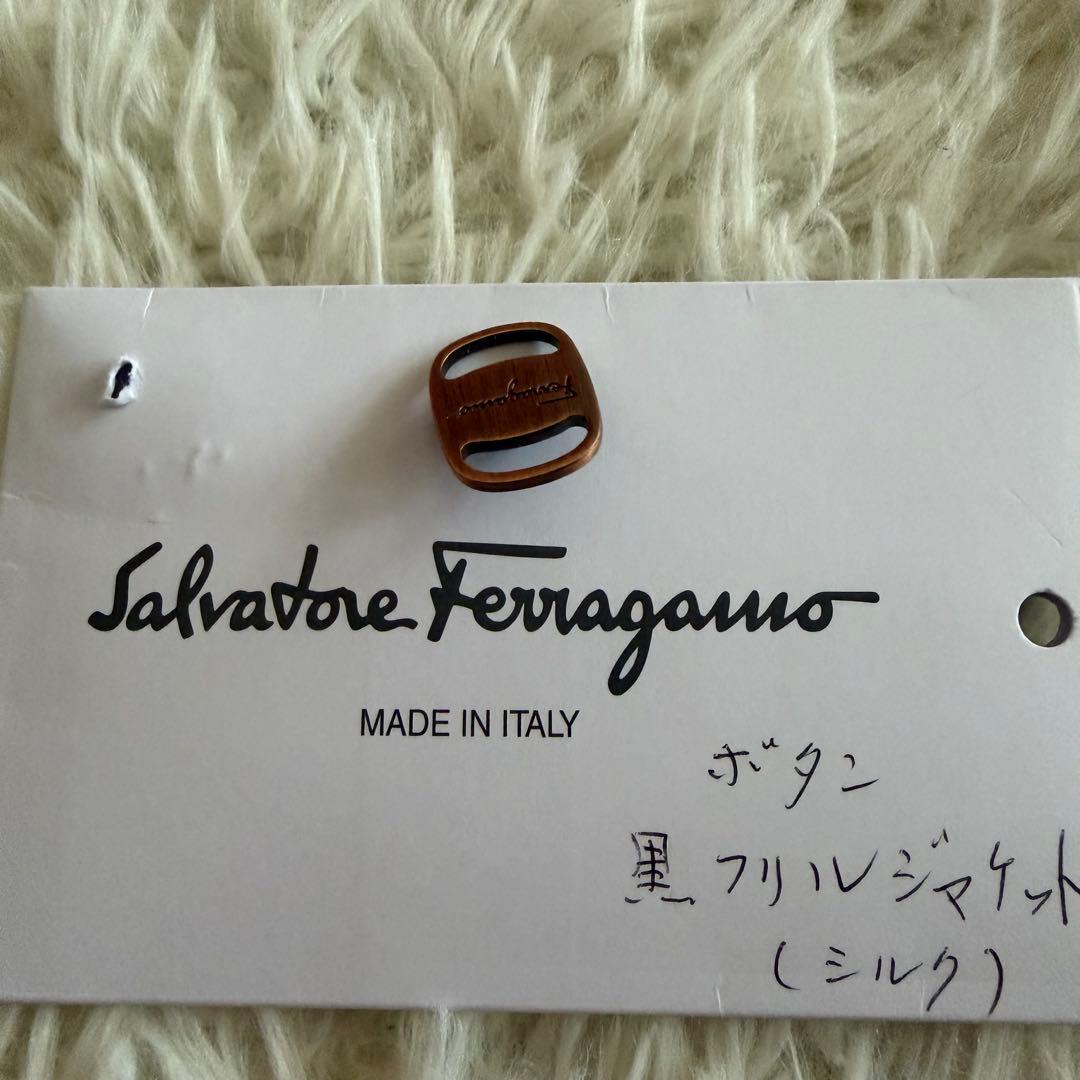 Ferragamo
Salvatore Ferragamo
MADE IN ITALY
ボタン
黒フリルジャケット
(シルク)